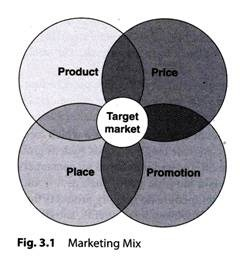 Product
Price
Target
market
Place
Promotion
Fig. 3.1 Marketing Mix